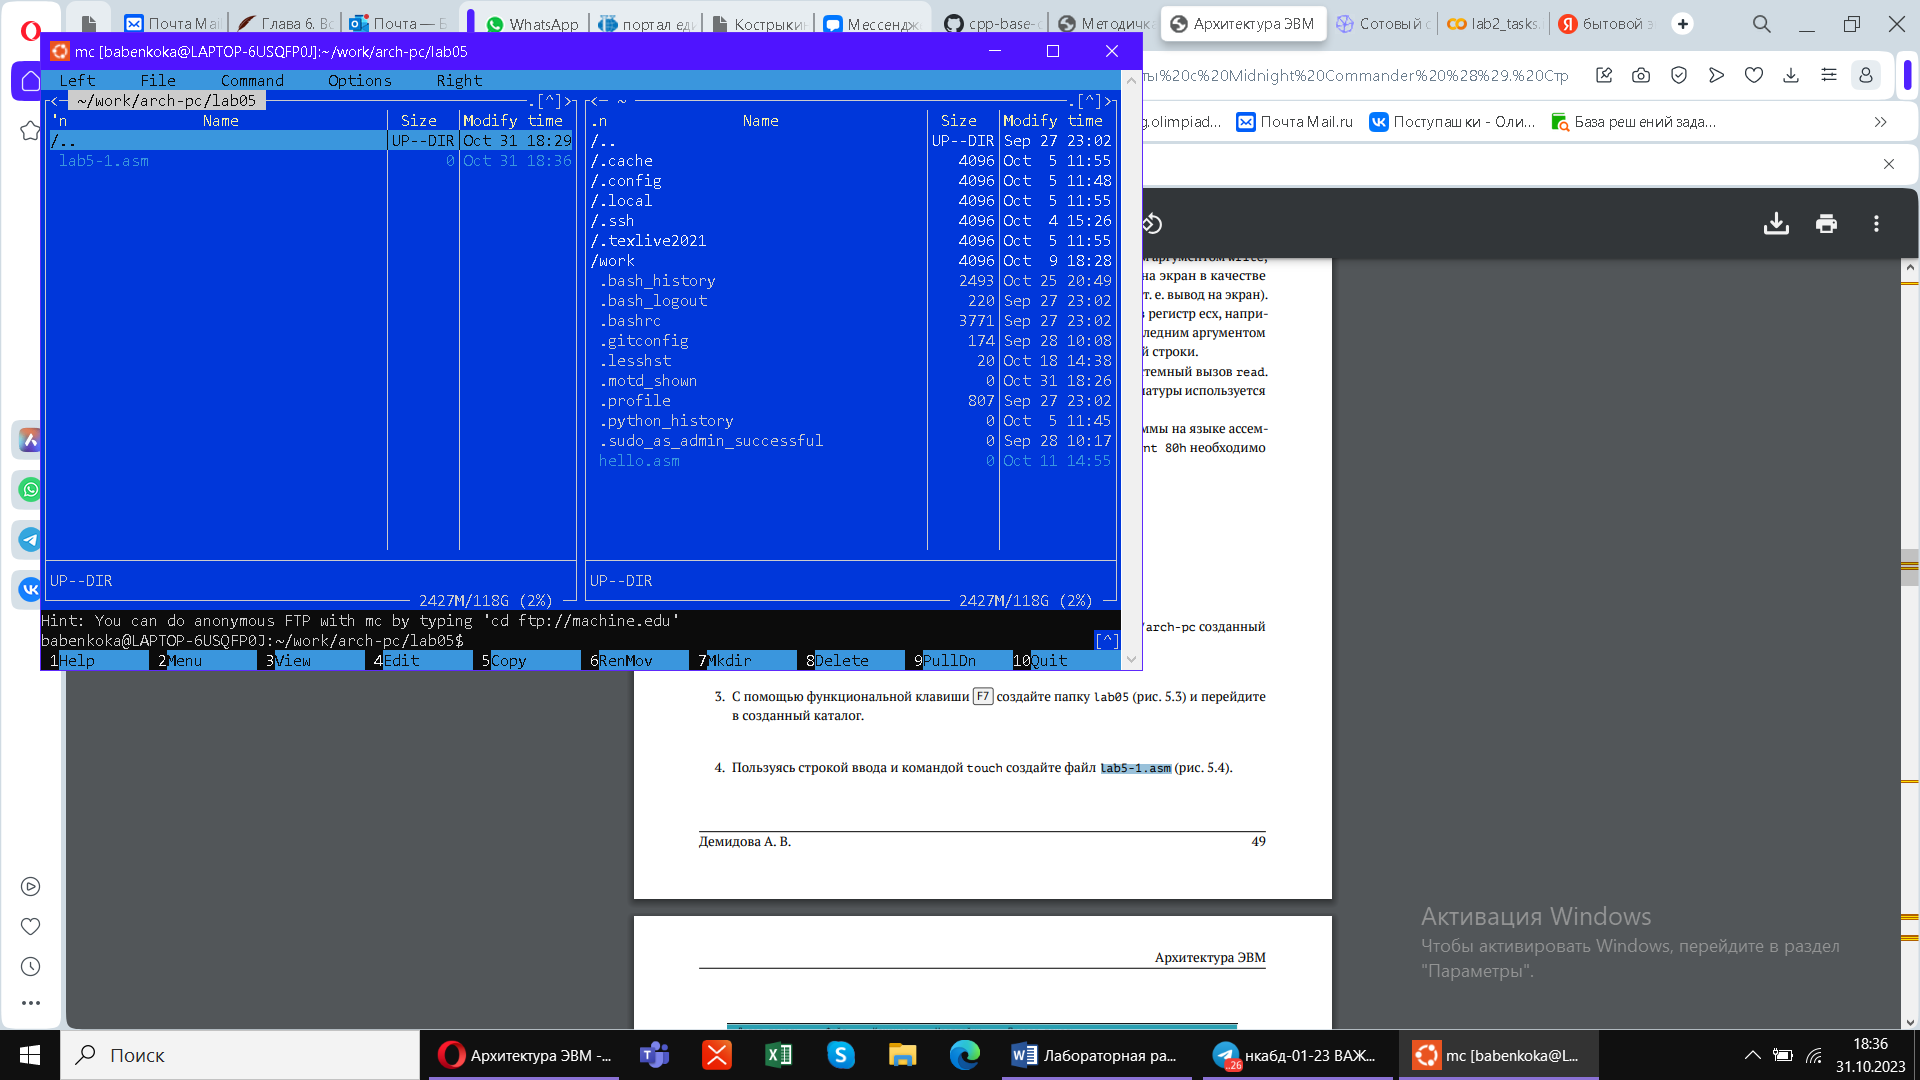 Почта Mail
Глава 6. Вс
Почта — Б
WhatsApp
портал еди
Кострыкин
Мессендж
cpp-base-c
Методичка
Архитектура ЭВМ
Сотовый с
lab2_tasks.
бытовой э
mc [babenkoka@LAPTOP-6USQFP0J]:~/work/arch-pc/lab05
ты%20с%20Midnight%20Commander%20%28%29.%20Стр
g.olimpiad...
Почта Mail.ru
Поступашки - Оли...
База решений зада...
Left File Command Options Right
<─ ~/work/arch-pc/lab05 .[^]>
'n Name Size Modify time
/.. UP--DIR Oct 31 18:29
lab5-1.asm 0 Oct 31 18:36
UP--DIR
2427M/118G (2%)
<─ ~ .[^]>
.n Name Size Modify time
/.. UP--DIR Sep 27 23:02
/.cache 4096 Oct 5 11:55
/.config 4096 Oct 5 11:48
/.local 4096 Oct 5 11:55
/.ssh 4096 Oct 4 15:26
/.texlive2021 4096 Oct 5 11:55
/work 4096 Oct 9 18:28
.bash_history 2493 Oct 25 20:49
.bash_logout 220 Sep 27 23:02
.bashrc 3771 Sep 27 23:02
.gitconfig 174 Sep 28 10:08
.lesshst 20 Oct 18 14:38
.motd_shown 0 Oct 31 18:26
.profile 807 Sep 27 23:02
.python_history 0 Oct 5 11:45
.sudo_as_admin_successful 0 Sep 28 10:17
hello.asm 0 Oct 11 14:55
UP--DIR
2427M/118G (2%)
Hint: You can do anonymous FTP with mc by typing 'cd ftp://machine.edu'
babenkoka@LAPTOP-6USQFP0J:~/work/arch-pc/lab05$ [^]
1Help 2Menu 3View 4Edit 5Copy 6RenMov 7Mkdir 8Delete 9PullDn 10Quit
аргументом write,
на экран в качестве
т. е. вывод на экран).
регистр ecx, напри-
ледним аргументом
й строки.
темный вызов read.
атуры используется
ммы на языке ассем-
nt 80h необходимо
/arch-pc созданный
3. С помощью функциональной клавиши F7 создайте папку lab05 (рис. 5.3) и перейдите
в созданный каталог.
4. Пользуясь строкой ввода и командой touch создайте файл lab5-1.asm (рис. 5.4).
Демидова А. В. 49
Архитектура ЭВМ
Активация Windows
Чтобы активировать Windows, перейдите в раздел
"Параметры".
Поиск
Архитектура ЭВМ -...
Лабораторная ра...
..26
нкабд-01-23 ВАЖ...
mc [babenkoka@L...
18:36
31.10.2023